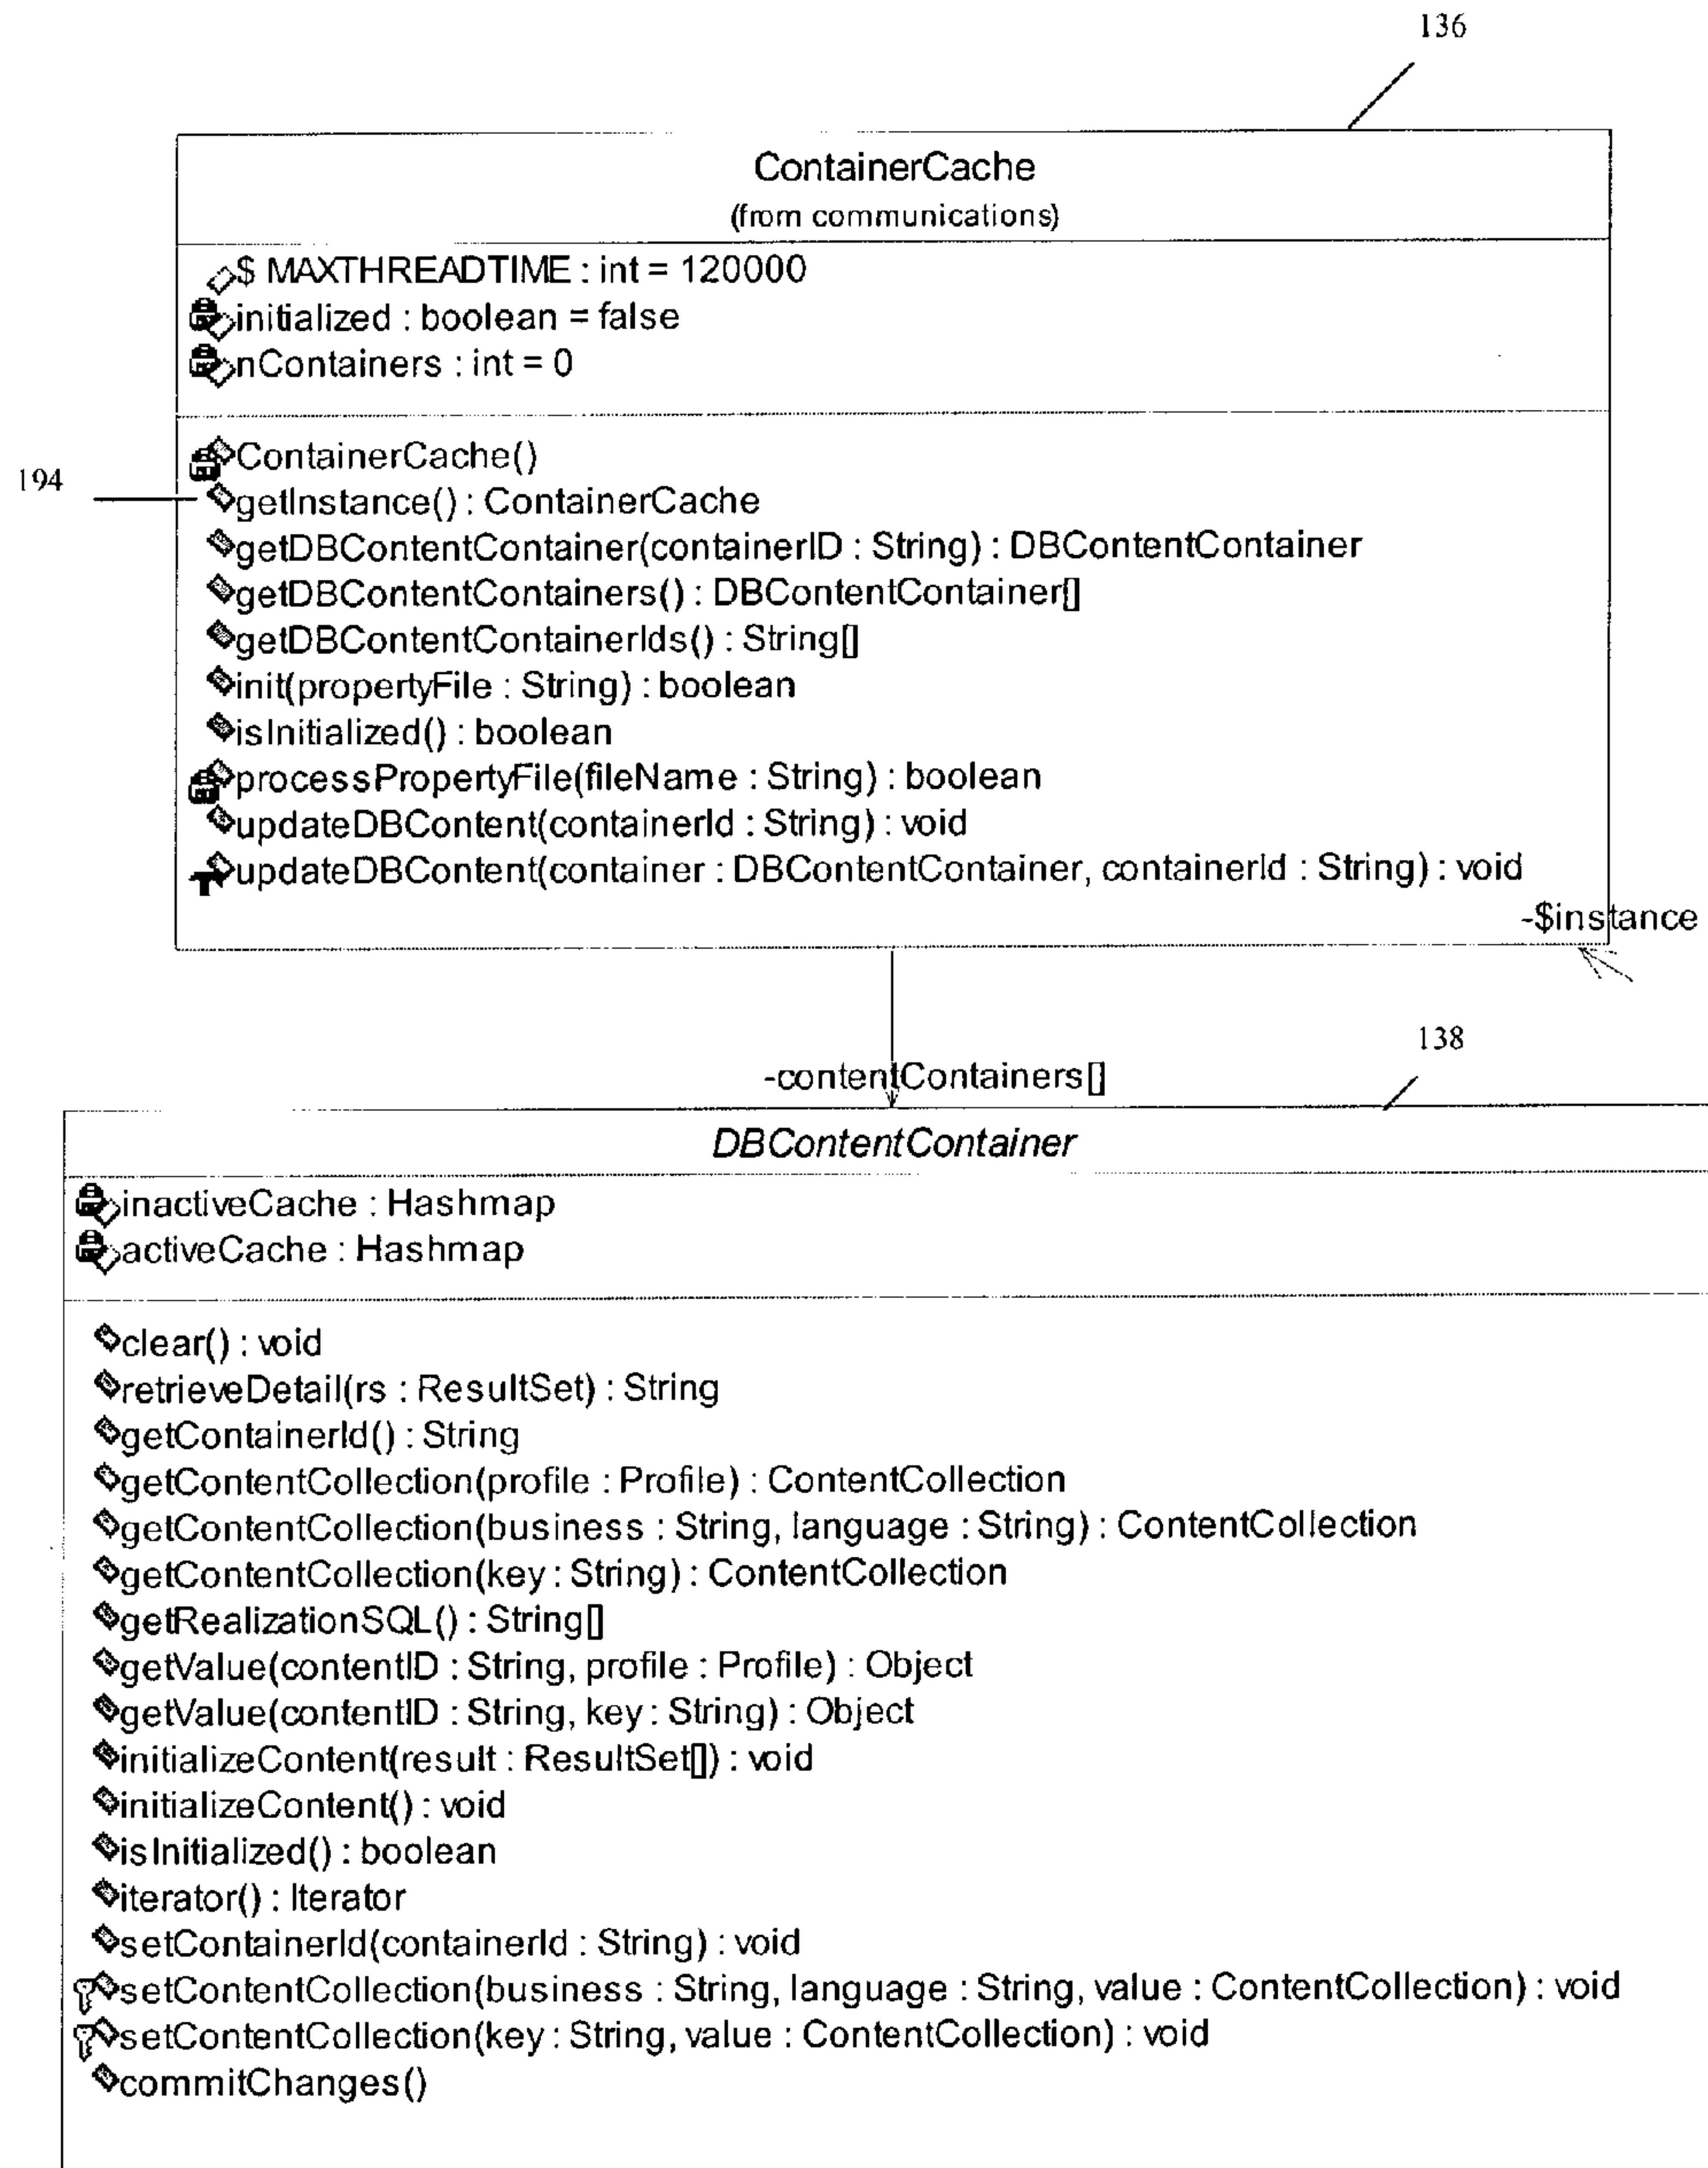 136
ContainerCache
(from communications)
$ MAXTHREADTIME : int = 120000
initialized : boolean = false
nContainers : int = 0
ContainerCache()
194
getInstance() : ContainerCache
getDBContentContainer(containerID : String) : DBContentContainer
getDBContentContainers() : DBContentContainer[]
getDBContentContainerIds() : String[]
init(propertyFile : String) : boolean
isInitialized() : boolean
processPropertyFile(fileName : String) : boolean
updateDBContent(containerId : String) : void
updateDBContent(container : DBContentContainer, containerId : String) : void
-$instance
138
-contentContainers[]
DBContentContainer
inactiveCache : Hashmap
activeCache : Hashmap
clear() : void
retrieveDetail(rs : ResultSet) : String
getContainerId() : String
getContentCollection(profile : Profile) : ContentCollection
getContentCollection(business : String, language : String) : ContentCollection
getContentCollection(key : String) : ContentCollection
getRealizationSQL() : String[]
getValue(contentID : String, profile : Profile) : Object
getValue(contentID : String, key : String) : Object
initializeContent(result : ResultSet[]) : void
initializeContent() : void
isInitialized() : boolean
iterator() : Iterator
setContainerId(containerId : String) : void
setContentCollection(business : String, language : String, value : ContentCollection) : void
setContentCollection(key : String, value : ContentCollection) : void
commitChanges()